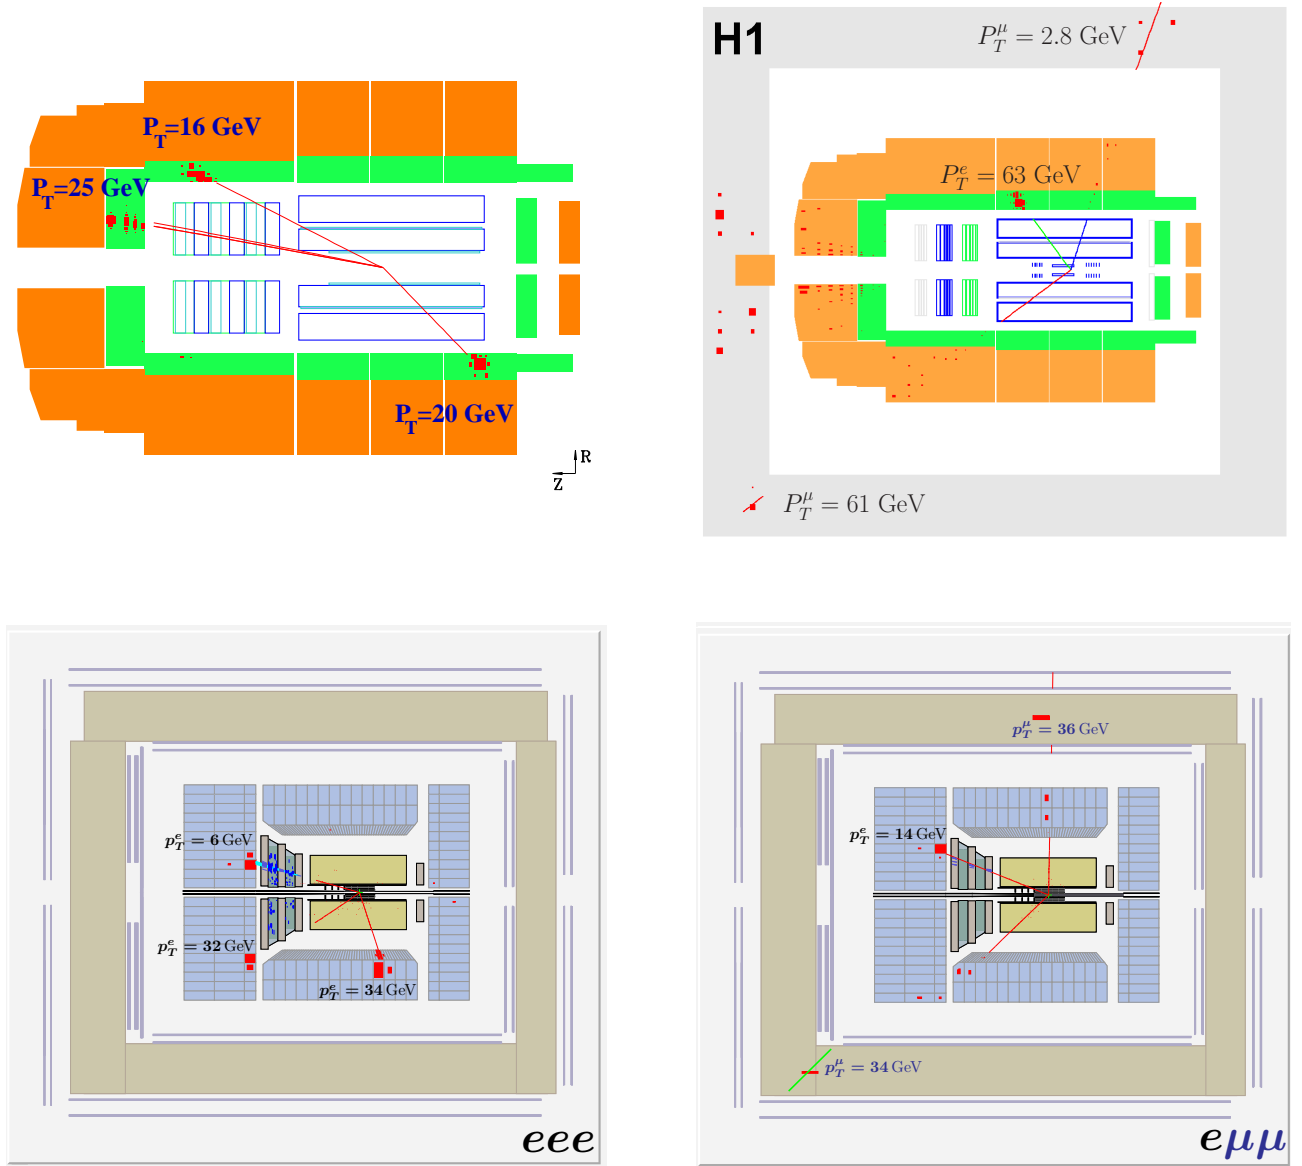 P_T=16 GeV
P_T=25 GeV
P_T=20 GeV
R
Z
H1
P_T^μ = 2.8 GeV
P_T^e = 63 GeV
P_T^μ = 61 GeV
p_T^e = 6 GeV
p_T^e = 32 GeV
p_T^e = 34 GeV
eee
p_T^μ = 36 GeV
p_T^e = 14 GeV
p_T^μ = 34 GeV
eμμ